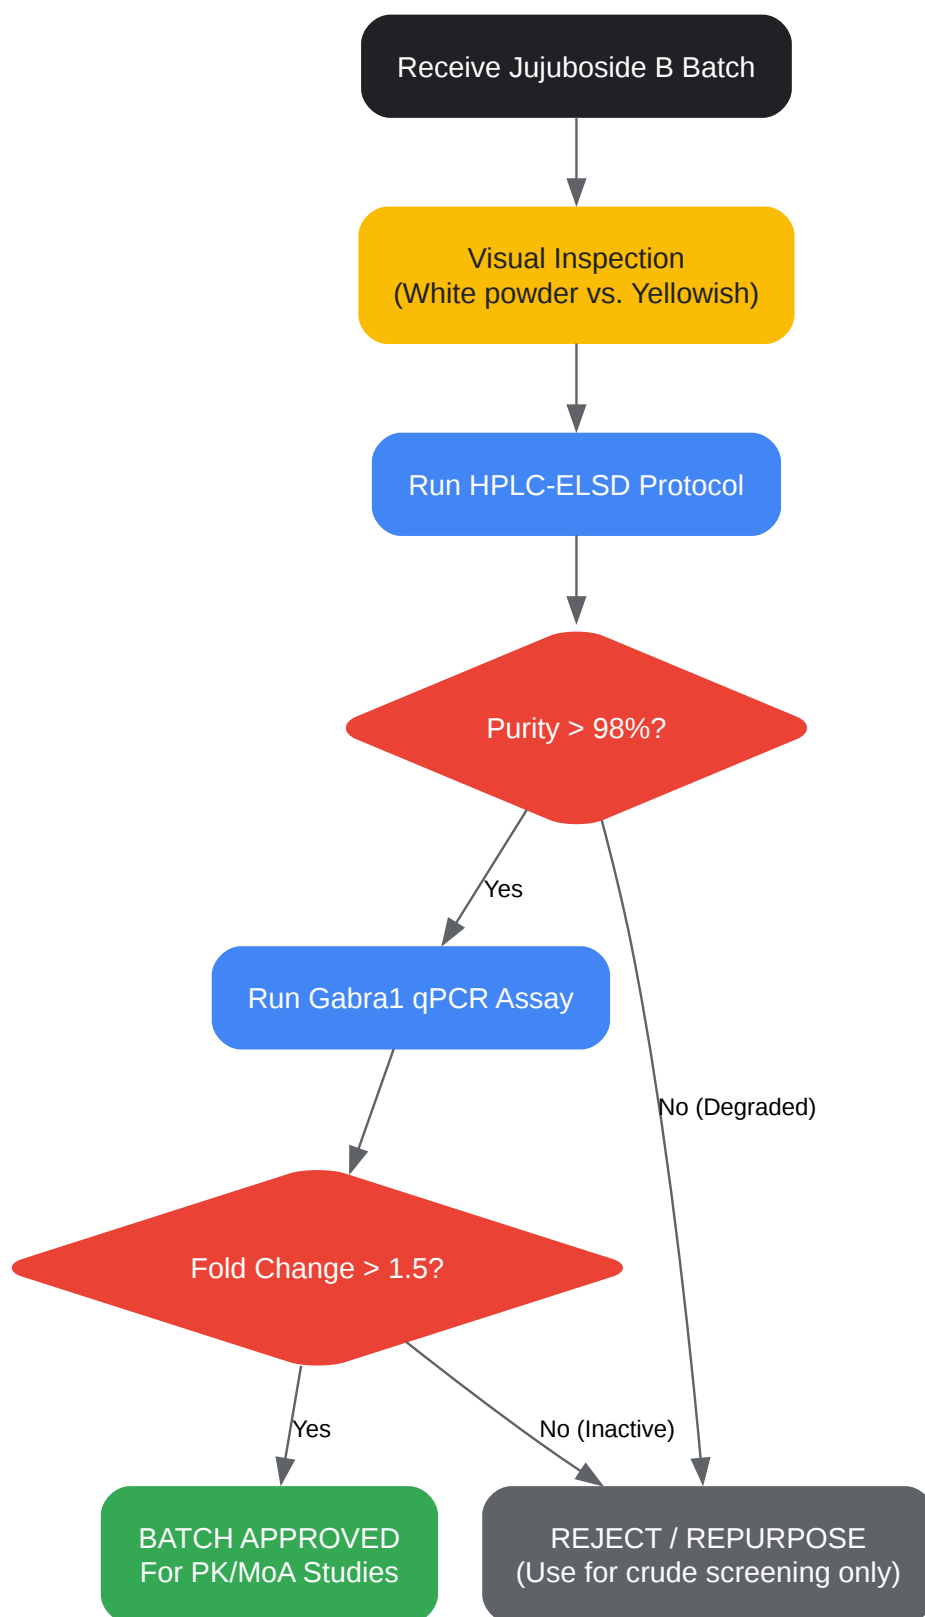 Receive Jujuboside B Batch
Visual Inspection
(White powder vs. Yellowish)
Run HPLC-ELSD Protocol
Purity > 98%?
Yes
Run Gabra1 qPCR Assay
No (Degraded)
Fold Change > 1.5?
Yes
No (Inactive)
BATCH APPROVED
For PK/MoA Studies
REJECT / REPURPOSE
(Use for crude screening only)